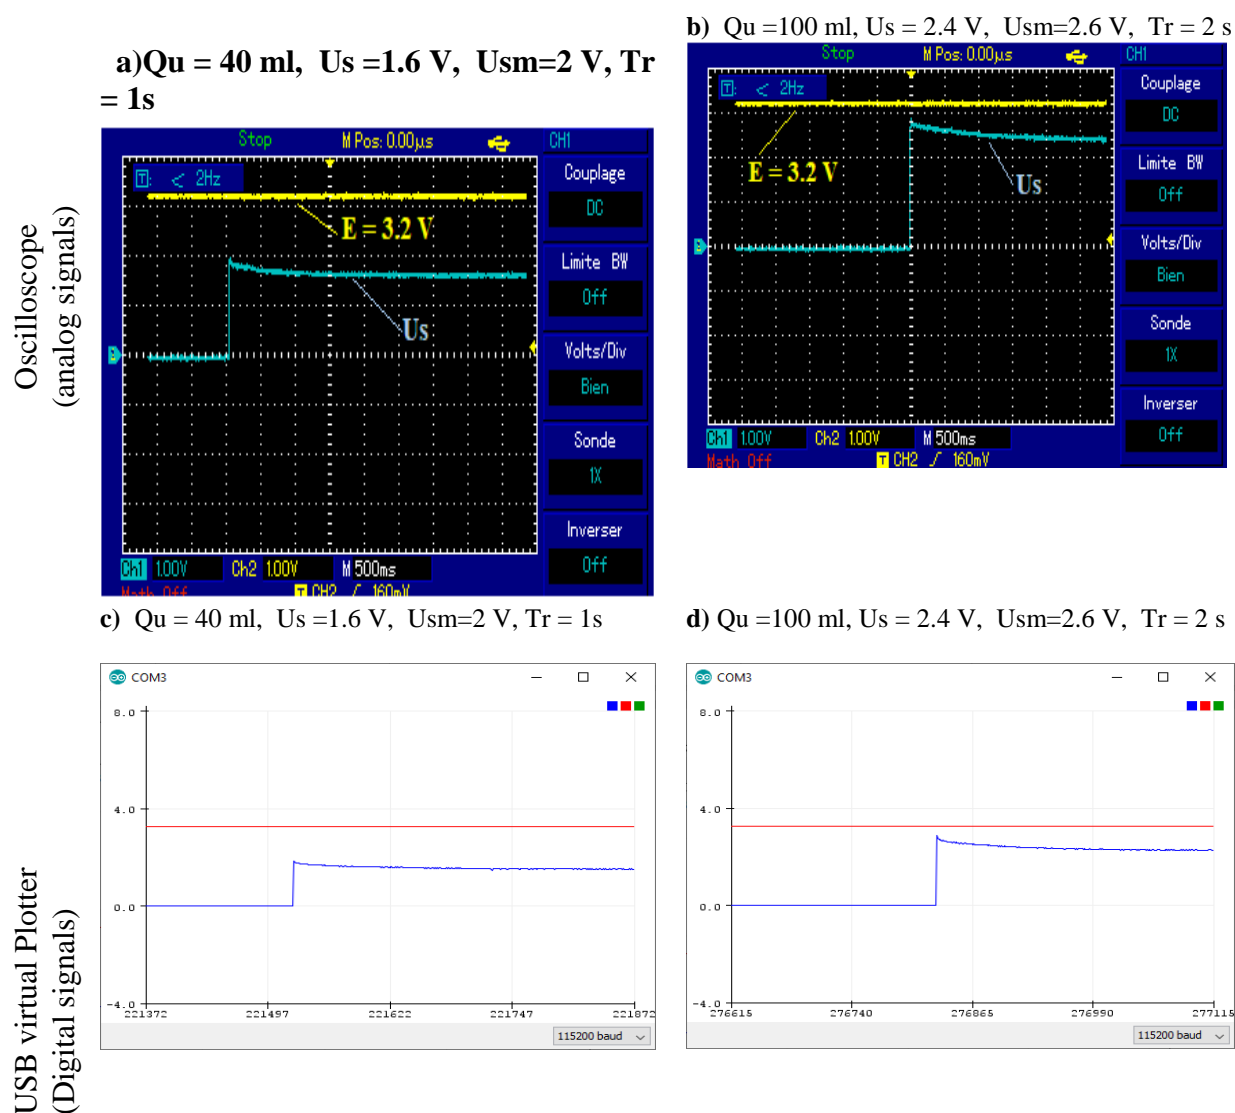 a)Qu = 40 ml, Us =1.6 V, Usm=2 V, Tr
= 1s
b) Qu =100 ml, Us = 2.4 V, Usm=2.6 V, Tr = 2 s
Oscilloscope
(analog signals)
Stop M Pos: 0.00µs CH1
T: < 2Hz
E = 3.2 V
Us
Couplage
DC
Limite BW
Off
Volts/Div
Bien
Sonde
1X
Inverser
Off
Ch1 1.00V Ch2 1.00V M 500ms
Math Off T CH2 / 160mV
Stop M Pos: 0.00µs CH1
T: < 2Hz
E = 3.2 V
Us
Couplage
DC
Limite BW
Off
Volts/Div
Bien
Sonde
1X
Inverser
Off
Ch1 1.00V Ch2 1.00V M 500ms
Math Off T CH2 / 160mV
c) Qu = 40 ml, Us =1.6 V, Usm=2 V, Tr = 1s
d) Qu =100 ml, Us = 2.4 V, Usm=2.6 V, Tr = 2 s
USB virtual Plotter
(Digital signals)
COM3
8.0
4.0
0.0
-4.0
221372 221497 221622 221747 221872
115200 baud
COM3
8.0
4.0
0.0
-4.0
276615 276740 276865 276990 277115
115200 baud